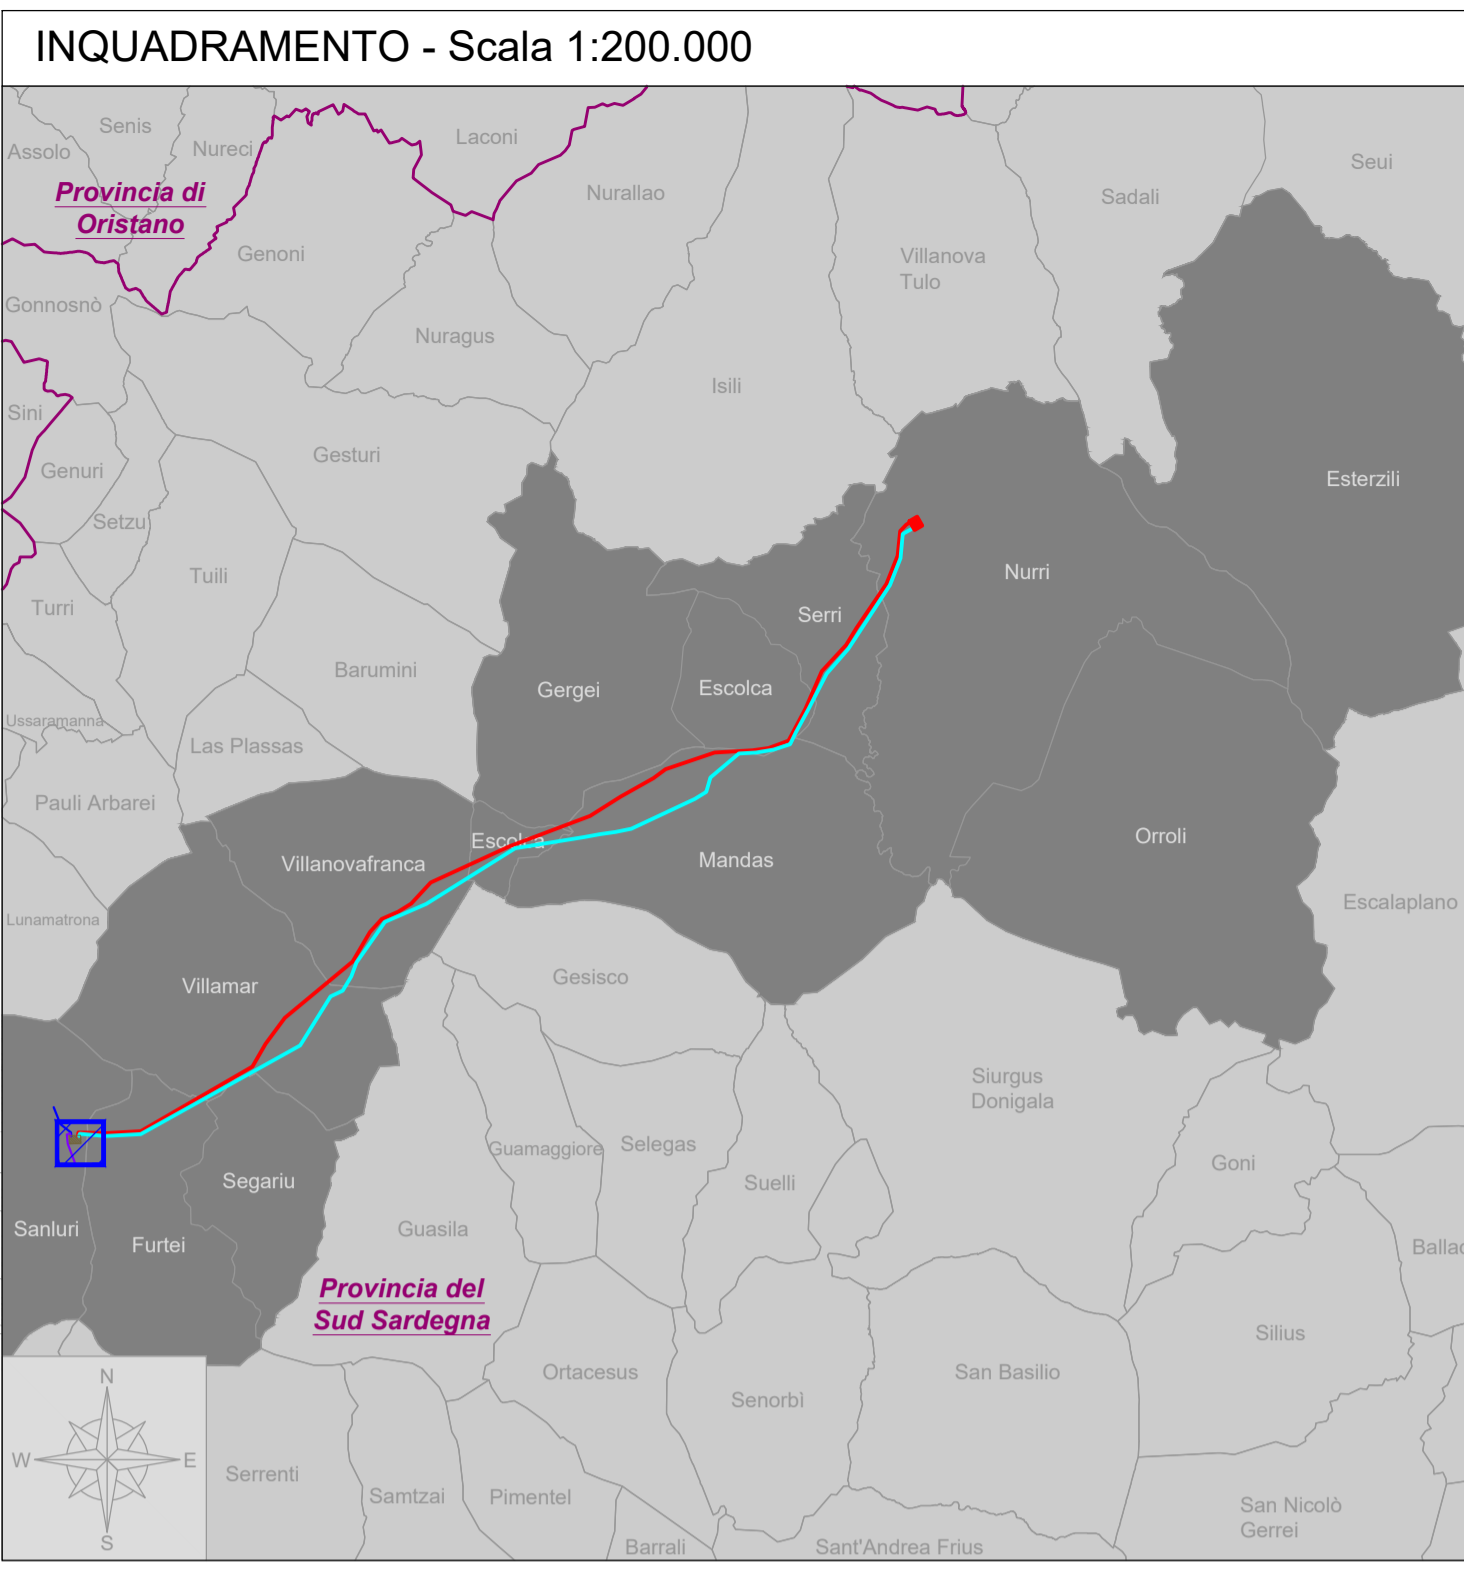 INQUADRAMENTO - Scala 1:200.000
Senis
Laconi
Assolo
Nureci
Seui
Provincia di
Oristano
Nurallao
Sadali
Genoni
Villanova
Tulo
Gonnosnò
Nuragus
Isili
Sini
Gesturi
Genuri
Esterzili
Setzu
Tuili
Nurri
Turri
Serri
Barumini
Gergei
Escolca
Ussaramanna
Las Plassas
Pauli Arbarei
Escolca
Orroli
Villanovafranca
Mandas
Lunamatrona
Escalaplano
Villamar
Gesisco
Siurgus
Donigala
Guamaggiore
Selegas
Goni
Segariu
Suelli
Sanluri
Guasila
Furtei
Ballao
Provincia del
Sud Sardegna
Silius
Ortacesus
San Basilio
N
Senorbì
W
E
Serrenti
Samtzai
Pimentel
San Nicolò
Gerrei
S
Barrali
Sant'Andrea Frius